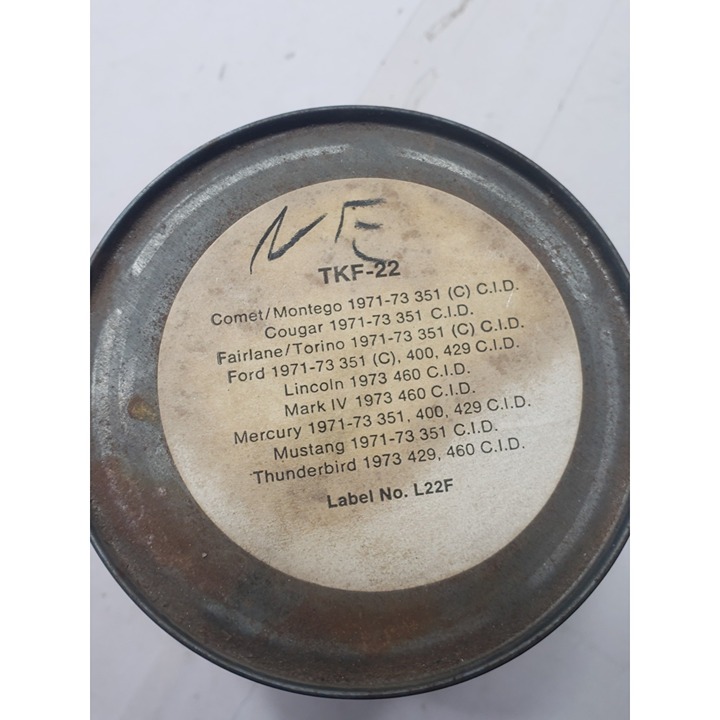 NE
TKF-22
Comet/Montego 1971-73 351 (C) C.I.D.
Cougar 1971-73 351 C.I.D.
Fairlane/Torino 1971-73 351 (C) C.I.D.
Ford 1971-73 351 (C), 400, 429 C.I.D.
Lincoln 1973 460 C.I.D.
Mark IV 1973 460 C.I.D.
Mercury 1971-73 351, 400, 429 C.I.D.
Mustang 1971-73 351 C.I.D.
Thunderbird 1973 429, 460 C.I.D.
Label No. L22F